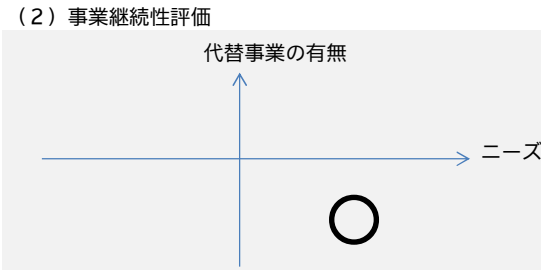 （２）事業継続性評価
代替事業の有無
ニーズ